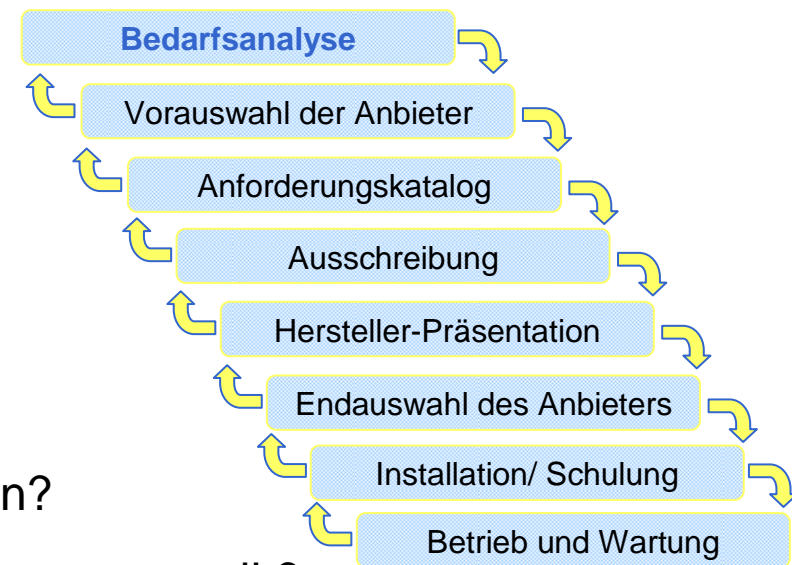 Bedarfsanalyse
Vorauswahl der Anbieter
Anforderungskatalog
Ausschreibung
Hersteller-Präsentation
Endauswahl des Anbieters
Installation/ Schulung
n?
Betrieb und Wartung